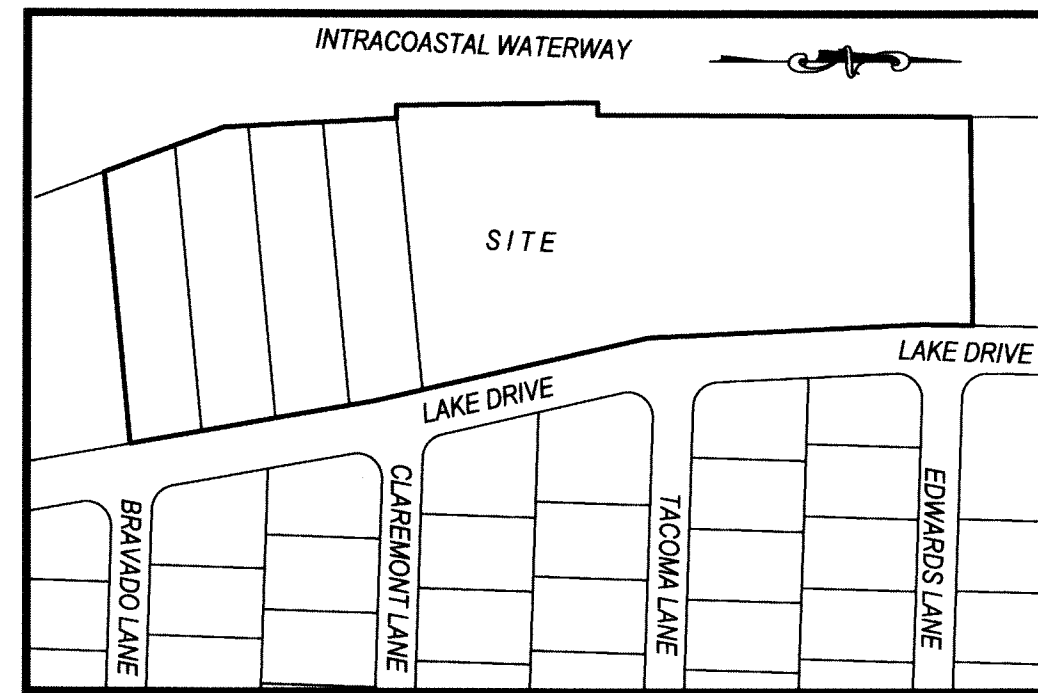 INTRACOASTAL WATERWAY
N
SITE
LAKE DRIVE
LAKE DRIVE
BRAVADO LANE
CLAREMONT LANE
TACOMA LANE
EDWARDS LANE